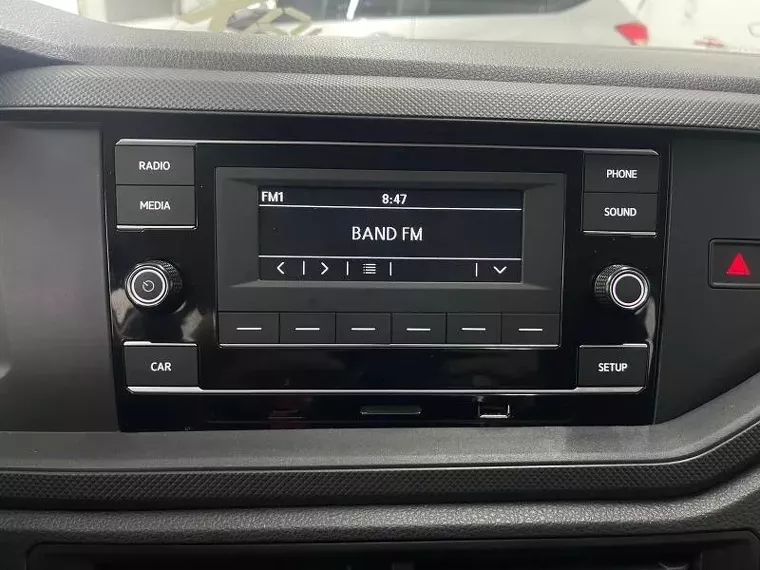 RADIO
MEDIA
FM1 8:47
BAND FM
PHONE
SOUND
CAR
SETUP